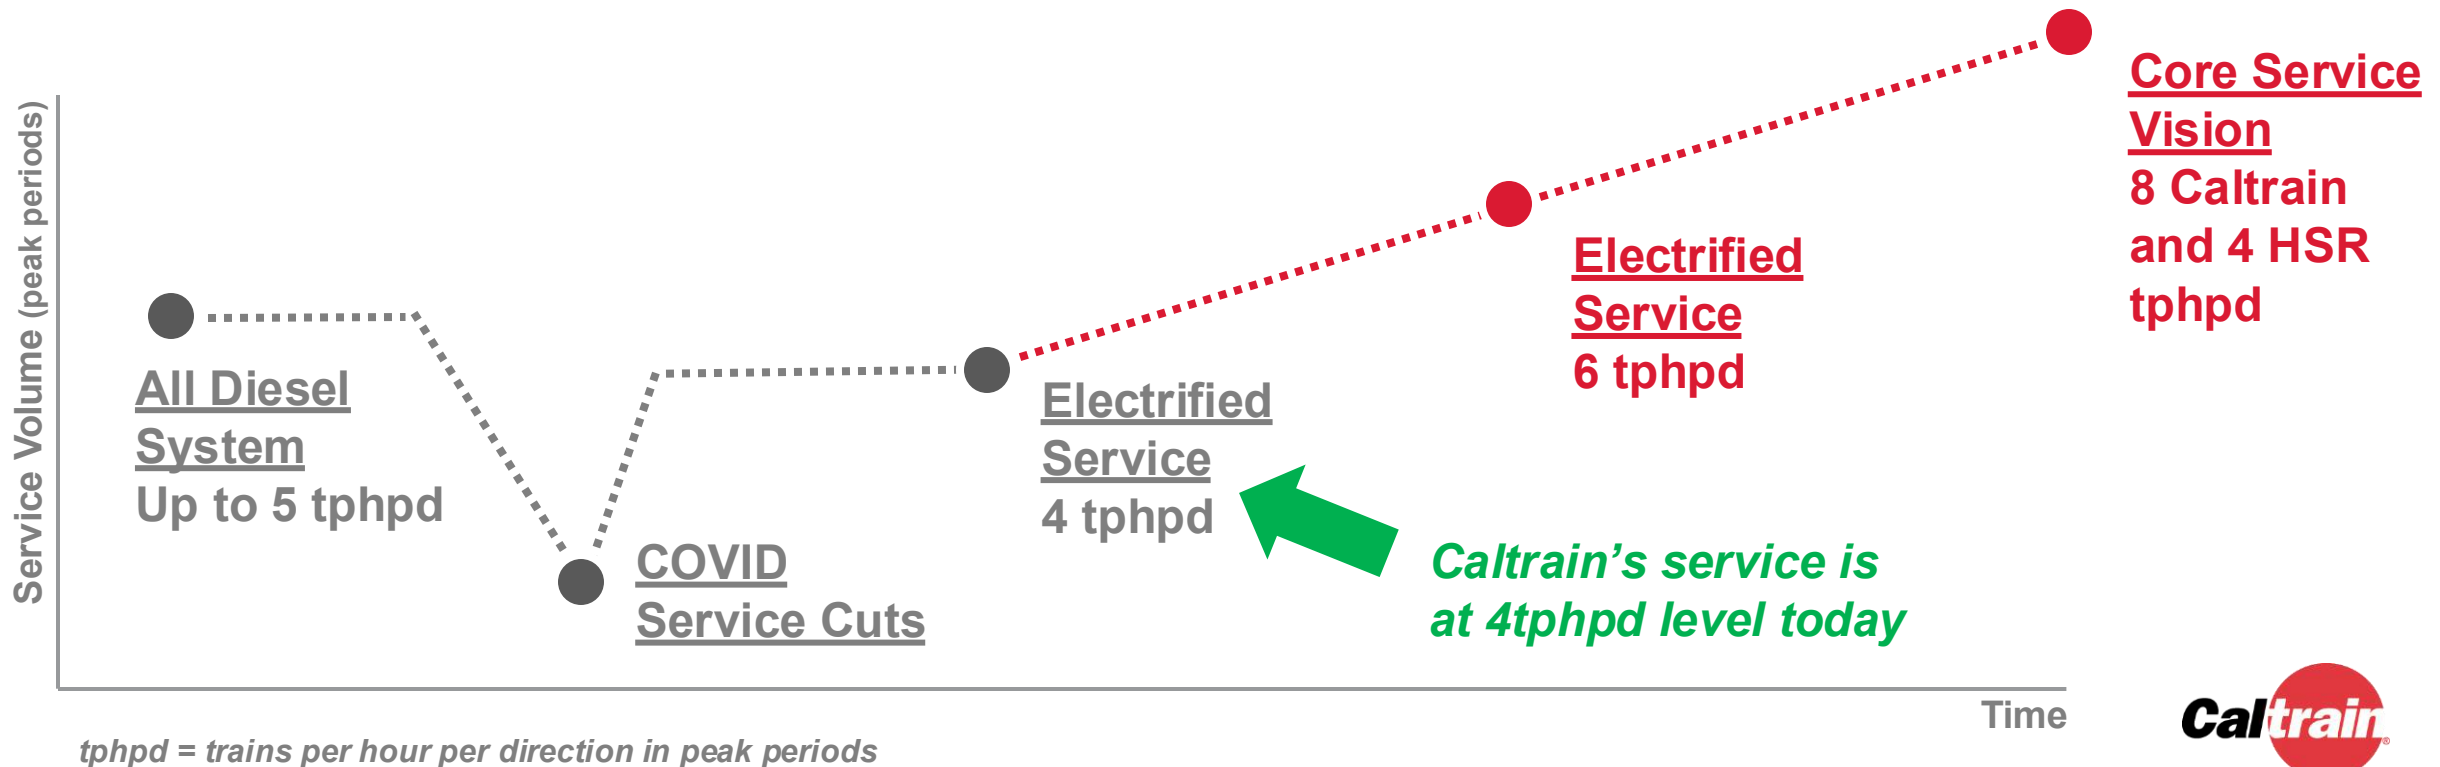 Service Volume (peak periods)
All Diesel
System
Up to 5 tphpd
COVID
Service Cuts
Electrified
Service
4 tphpd
Caltrain’s service is
at 4tphpd level today
Electrified
Service
6 tphpd
Core Service
Vision
8 Caltrain
and 4 HSR
tphpd
Time
tphpd = trains per hour per direction in peak periods
Caltrain®